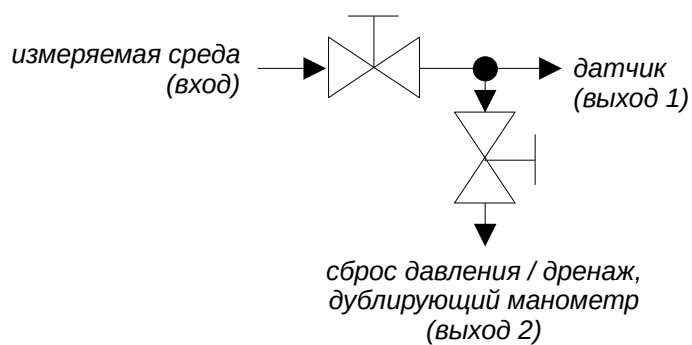 измеряемая среда
(вход)
датчик
(выход 1)
сброс давления / дренаж,
дублирующий манометр
(выход 2)